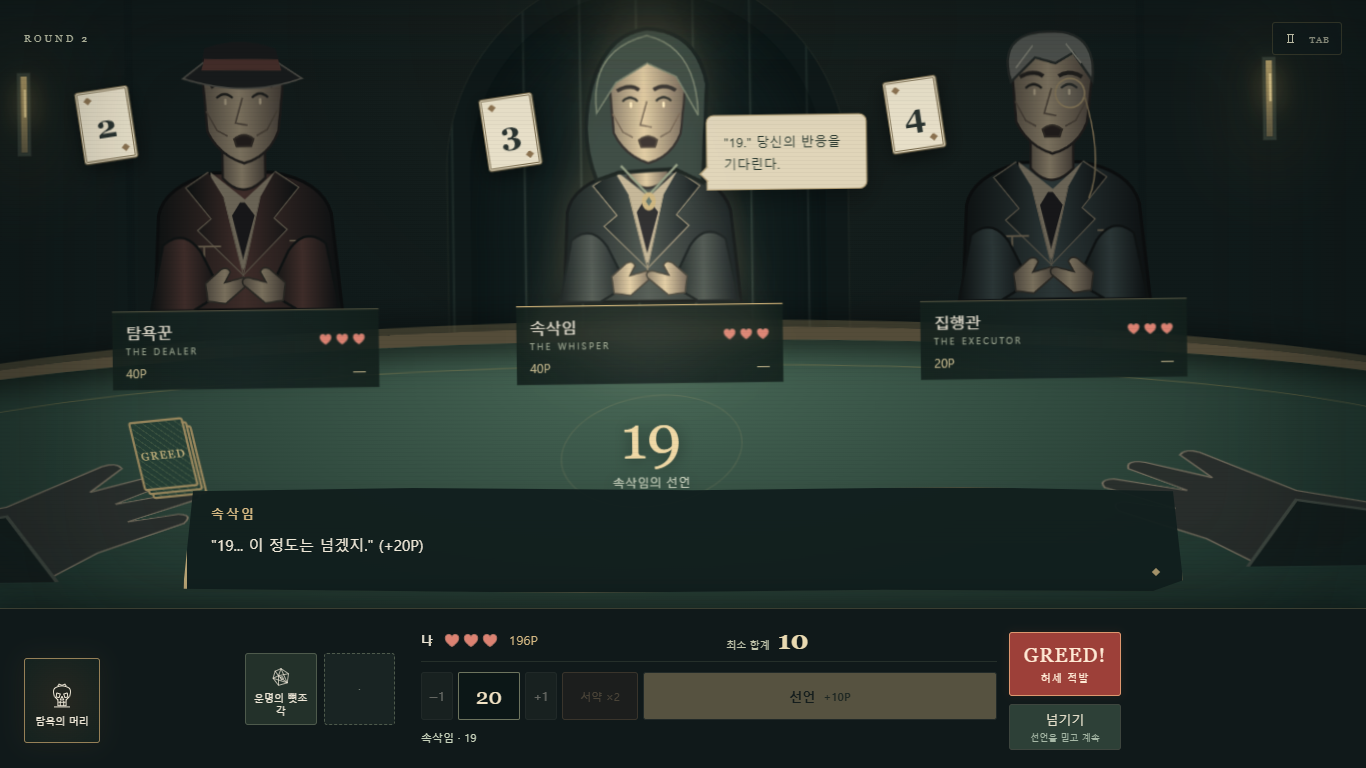 ROUND 2
II TAB
2
3
4
"19." 당신의 반응을
기다린다.
탐욕꾼
THE DEALER
40P
—
속삭임
THE WHISPER
40P
—
집행관
THE EXECUTOR
20P
—
GREED
19
속삭임의 선언
속삭임
"19... 이 정도는 넘겠지." (+20P)
탐욕의 머리
운명의 뼛조
각
나 196P
최소 합계 10
−1
20
+1
서약 ×2
선언 +10P
속삭임 · 19
GREED!
허세 적발
넘기기
선언을 믿고 계속